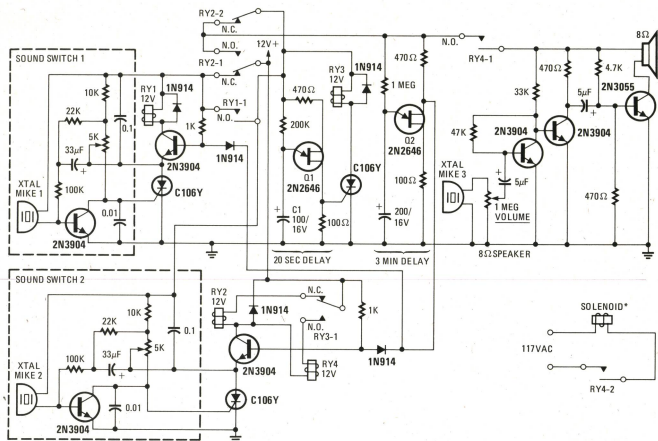 RY2-2
N.C.
N.O.
RY2-1
12V+
N.C.
RY1-1
N.O.
SOUND SWITCH 1
10K
22K
0.1
5K
33µF
+
100K
XTAL
MIKE 1
0.01
2N3904
RY1
12V
1N914
1K
2N3904
1N914
C106Y
470Ω
200K
Q1
2N2646
+
C1
100/
16V
100Ω
20 SEC DELAY
RY3
12V
1N914
C106Y
1 MEG
470Ω
Q2
2N2646
100Ω
+
200/
16V
3 MIN DELAY
N.O.
RY4-1
33K
470Ω
4.7K
8Ω
5µF
+
2N3055
47K
2N3904
2N3904
XTAL
MIKE 3
+
5µF
1 MEG
VOLUME
470Ω
8Ω SPEAKER
SOUND SWITCH 2
10K
22K
0.1
5K
100K
33µF
+
XTAL
MIKE 2
0.01
2N3904
RY2
12V
1N914
N.C.
N.O.
RY3-1
1K
2N3904
RY4
12V
1N914
C106Y
SOLENOID*
117VAC
RY4-2